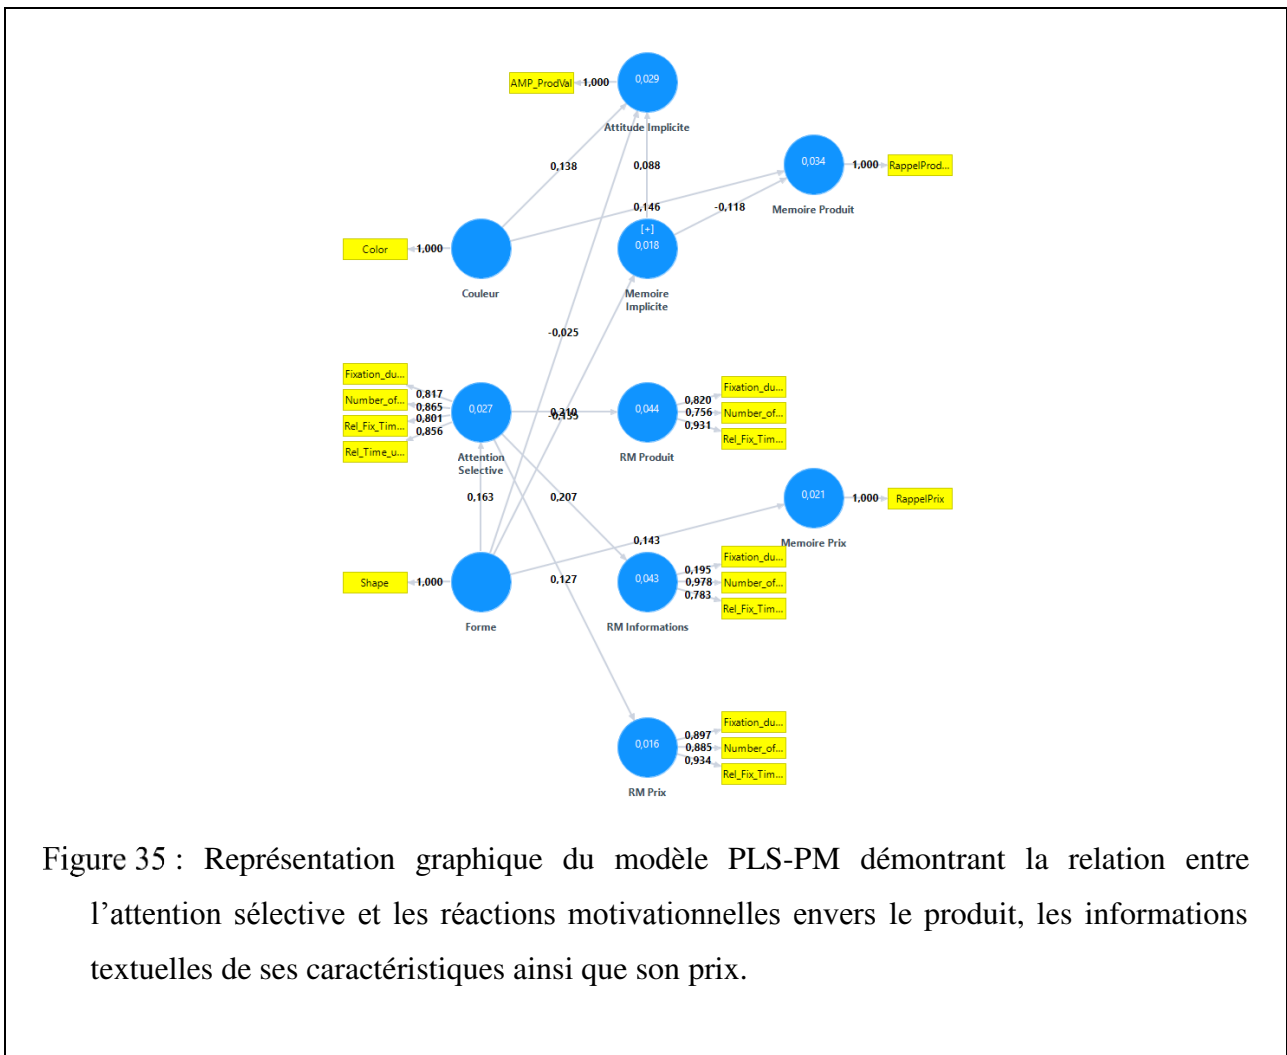 0,029
AMP_ProdVal 1,000
Attitude Implicite
0,138
0,088
0,034
1,000 RappelProd...
Memoire Produit
0,146
-0,118
[+]
0,018
Color 1,000
Couleur
Memoire
Implicite
-0,025
Fixation_du...
Number_of...
Rel_Fix_Tim...
Rel_Time_u...
0,817
0,865
0,801
0,856
0,027
Attention
Selective
0,210
-0,135
0,044
RM Produit
0,820
0,756
0,931
Fixation_du...
Number_of...
Rel_Fix_Tim...
0,163
0,207
0,021
1,000 RappelPrix
Memoire Prix
0,143
Shape 1,000
Forme
0,127
0,043
RM Informations
0,195
0,978
0,783
Fixation_du...
Number_of...
Rel_Fix_Tim...
0,016
RM Prix
0,897
0,885
0,934
Fixation_du...
Number_of...
Rel_Fix_Tim...
Figure 35 : Représentation graphique du modèle PLS-PM démontrant la relation entre
l’attention sélective et les réactions motivationnelles envers le produit, les informations
textuelles de ses caractéristiques ainsi que son prix.